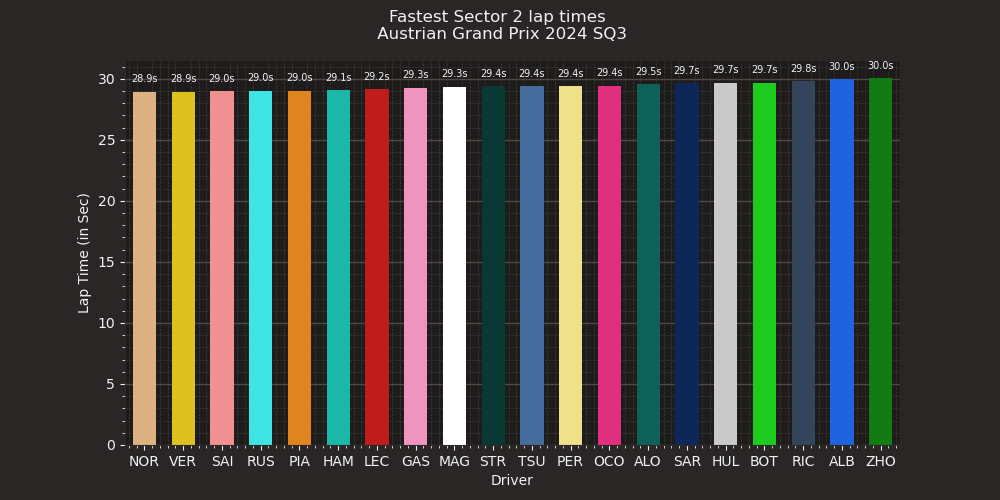 Fastest Sector 2 lap times
Austrian Grand Prix 2024 SQ3
28.9s 28.9s 29.0s 29.0s 29.0s 29.1s 29.2s 29.3s 29.3s 29.4s 29.4s 29.4s 29.4s 29.5s 29.7s 29.7s 29.7s 29.8s 30.0s 30.0s
30
25
20
15
10
5
0
Lap Time (in Sec)
NOR VER SAI RUS PIA HAM LEC GAS MAG STR TSU PER OCO ALO SAR HUL BOT RIC ALB ZHO
Driver